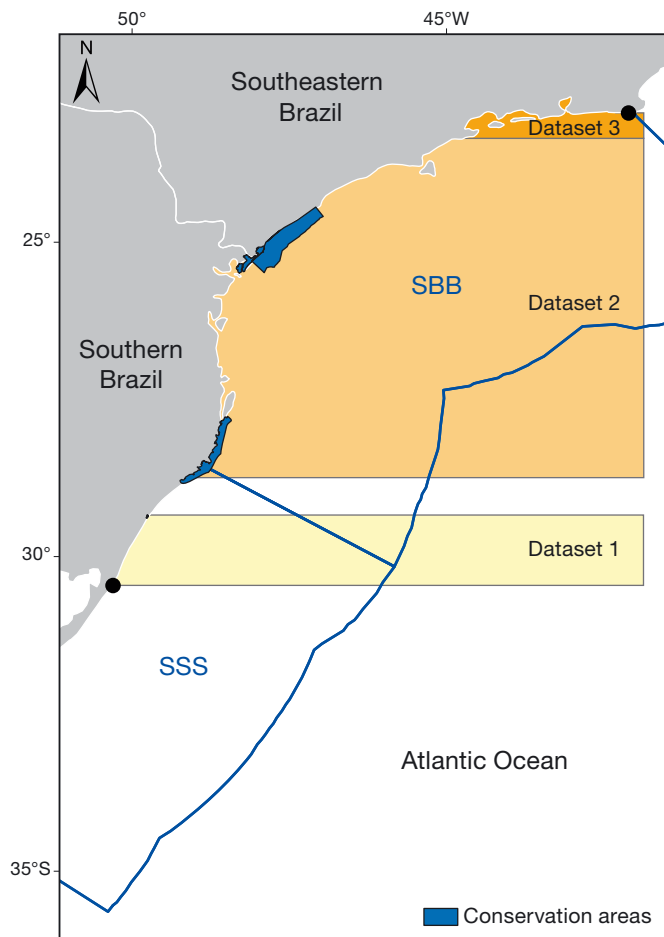 50°
45°W
N
Southeastern
Brazil
Dataset 3
25°
SBB
Dataset 2
Southern
Brazil
30°
Dataset 1
SSS
Atlantic Ocean
35°S
Conservation areas